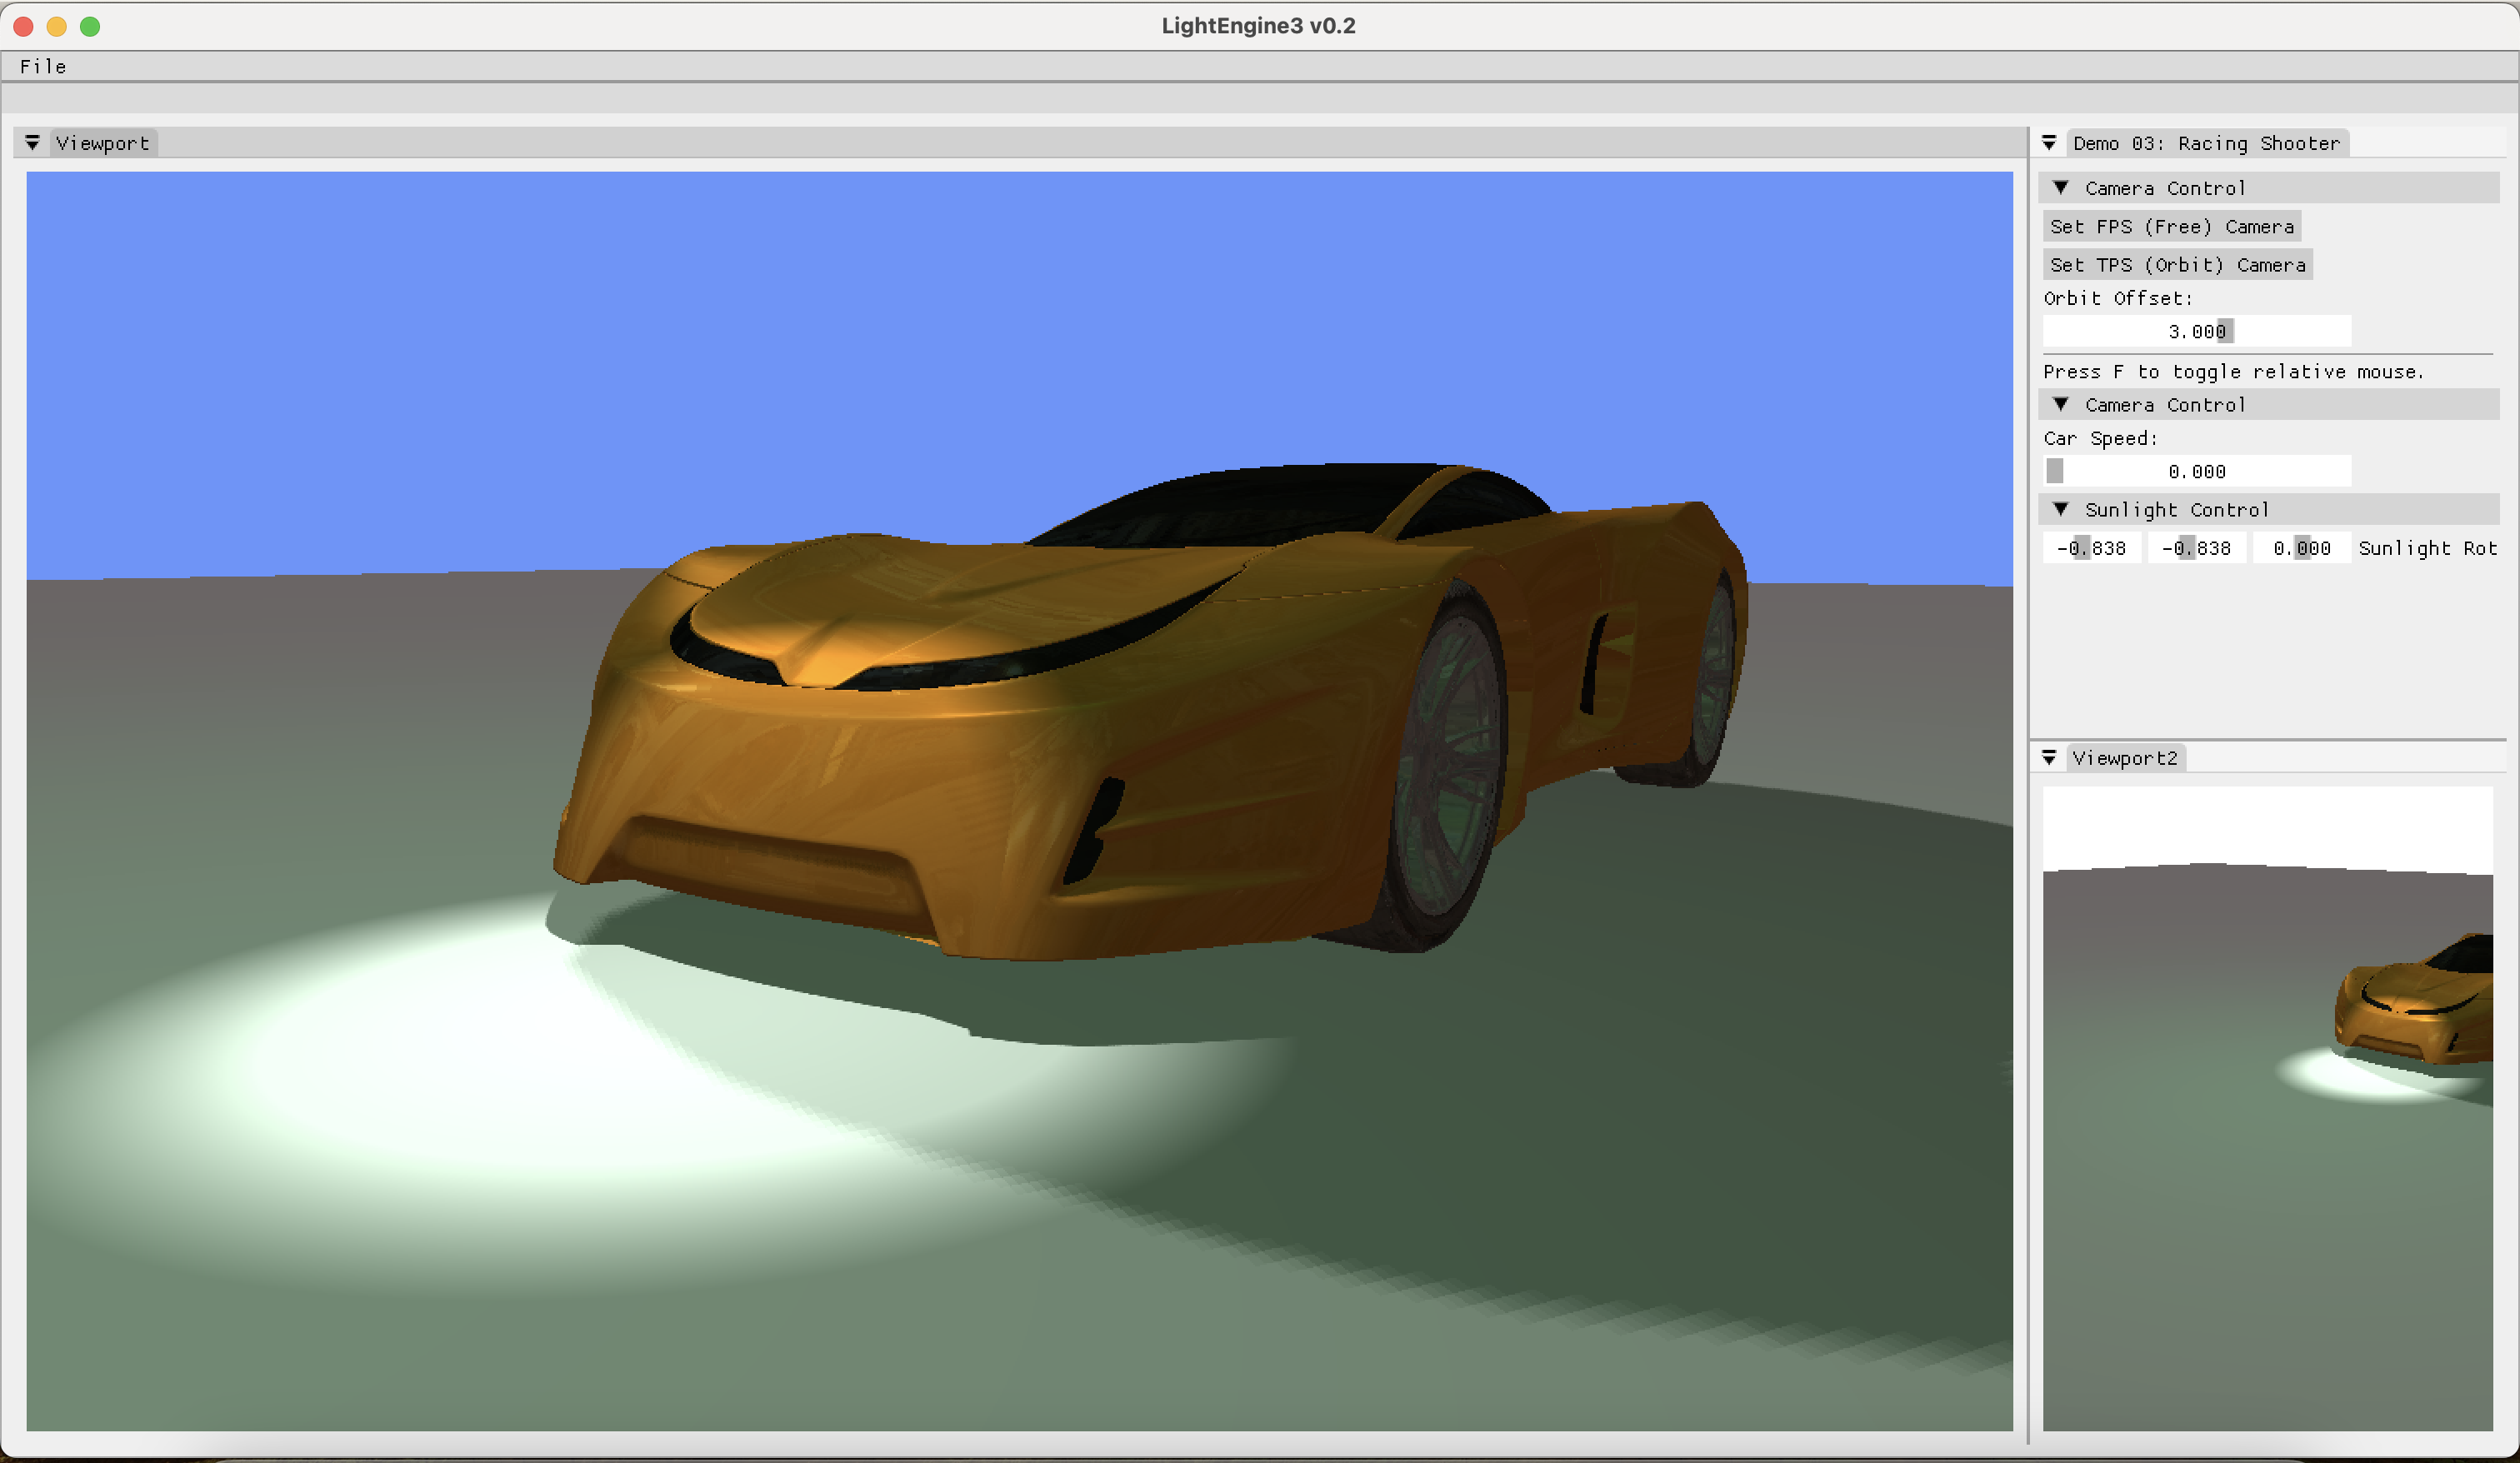 LightEngine3 v0.2
File
Viewport
Demo 03: Racing Shooter
Camera Control
Set FPS (Free) Camera
Set TPS (Orbit) Camera
Orbit Offset:
3.000
Press F to toggle relative mouse.
Camera Control
Car Speed:
0.000
Sunlight Control
-0.838 -0.838 0.000 Sunlight Rot
Viewport2